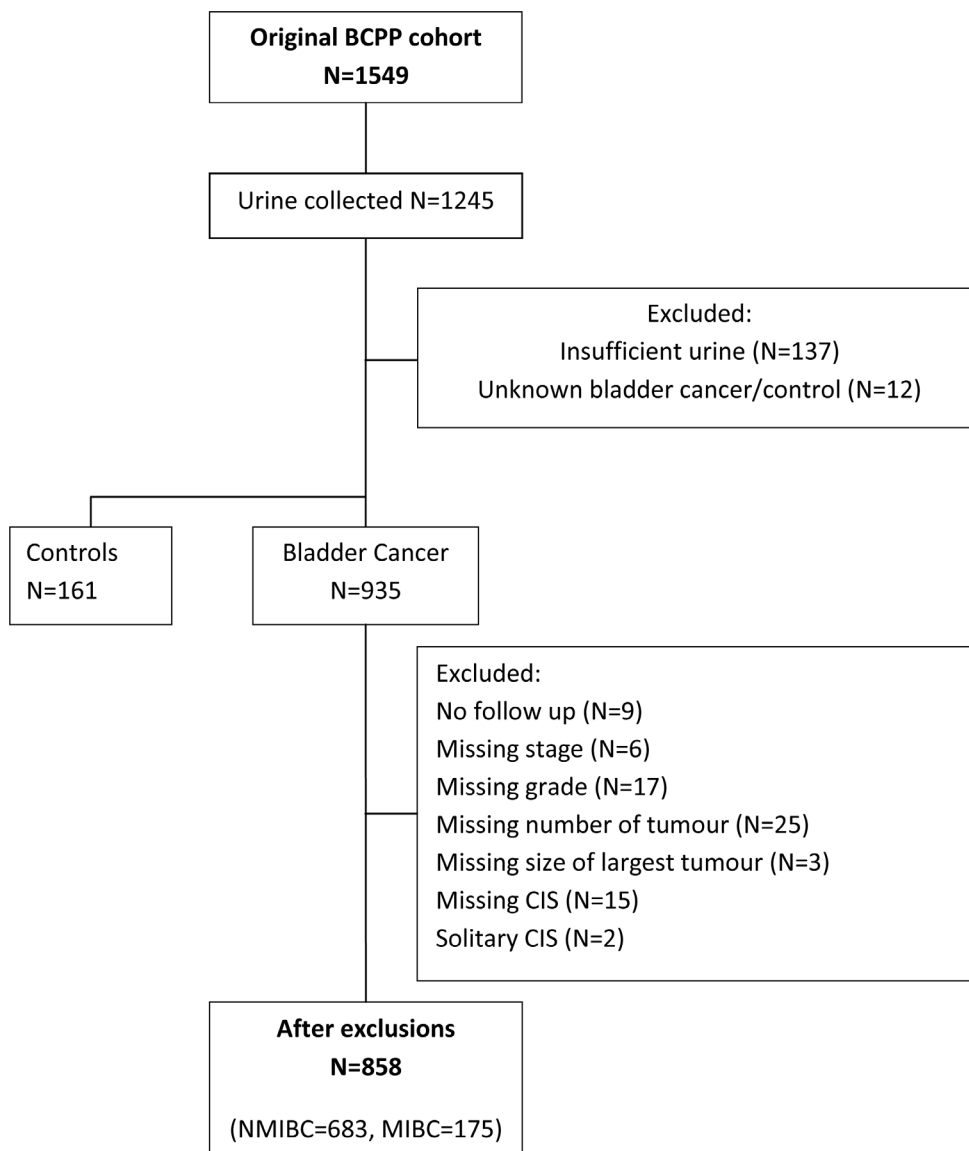 Original BCPP cohort
N=1549
Urine collected N=1245
Excluded:
Insufficient urine (N=137)
Unknown bladder cancer/control (N=12)
Controls
N=161
Bladder Cancer
N=935
Excluded:
No follow up (N=9)
Missing stage (N=6)
Missing grade (N=17)
Missing number of tumour (N=25)
Missing size of largest tumour (N=3)
Missing CIS (N=15)
Solitary CIS (N=2)
After exclusions
N=858
(NMIBC=683, MIBC=175)